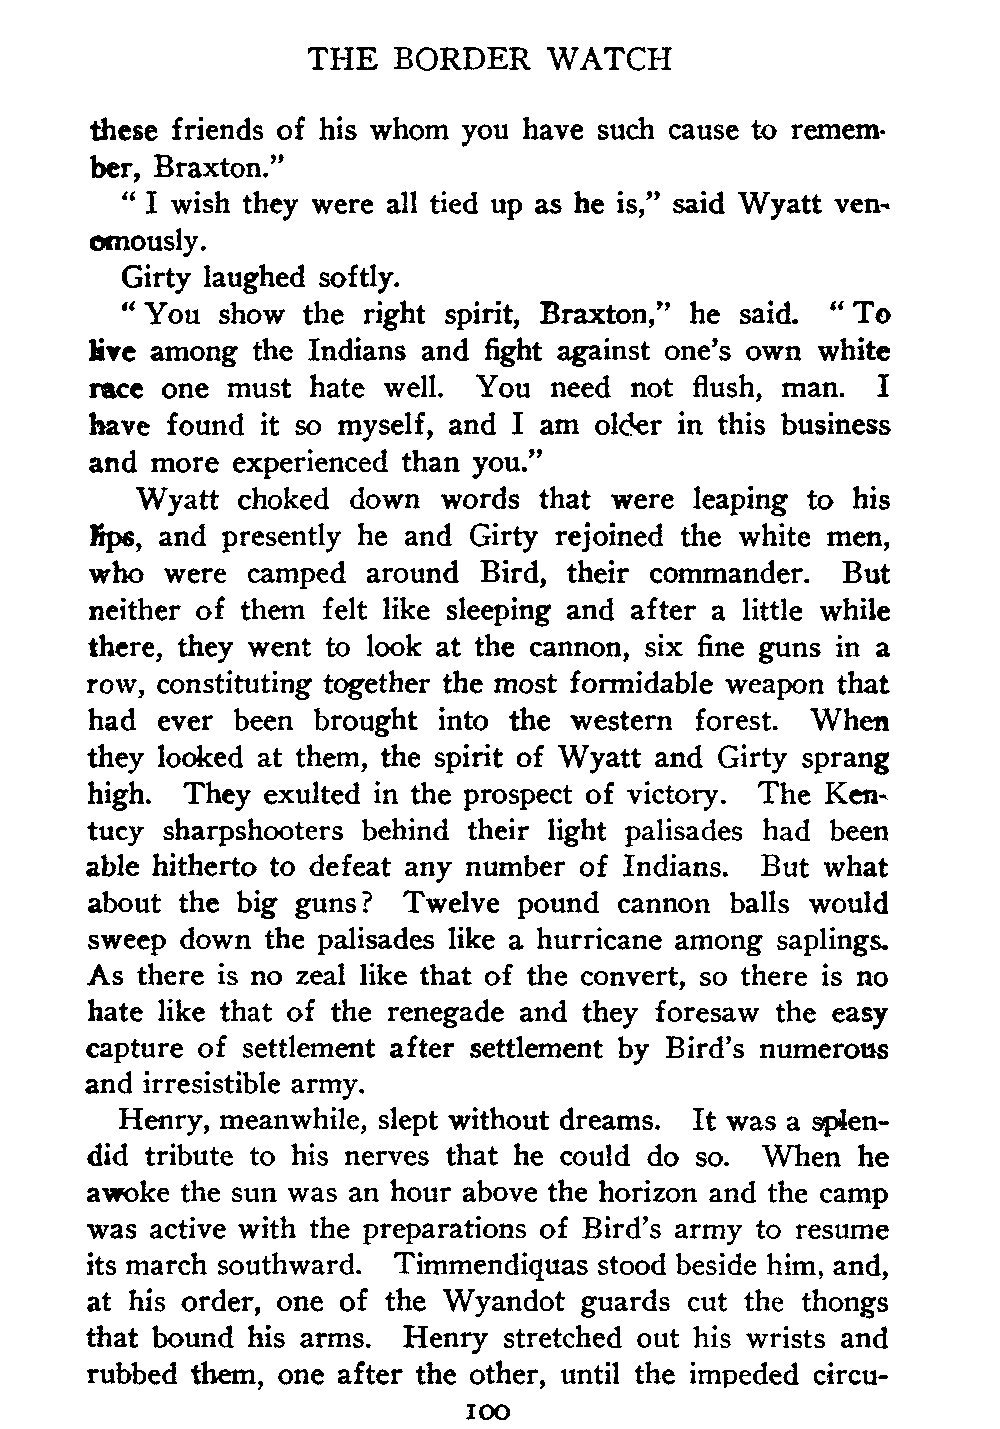 THE BORDER WATCH
these friends of his whom you have such cause to remem-
ber, Braxton."
" I wish they were all tied up as he is," said Wyatt ven-
omously.
Girty laughed softly.
" You show the right spirit, Braxton," he said. " To
live among the Indians and fight against one's own white
race one must hate well. You need not flush, man. I
have found it so myself, and I am older in this business
and more experienced than you."
Wyatt choked down words that were leaping to his
lips, and presently he and Girty rejoined the white men,
who were camped around Bird, their commander. But
neither of them felt like sleeping and after a little while
there, they went to look at the cannon, six fine guns in a
row, constituting together the most formidable weapon that
had ever been brought into the western forest. When
they looked at them, the spirit of Wyatt and Girty sprang
high. They exulted in the prospect of victory. The Ken-
tucy sharpshooters behind their light palisades had been
able hitherto to defeat any number of Indians. But what
about the big guns? Twelve pound cannon balls would
sweep down the palisades like a hurricane among saplings.
As there is no zeal like that of the convert, so there is no
hate like that of the renegade and they foresaw the easy
capture of settlement after settlement by Bird's numerous
and irresistible army.
Henry, meanwhile, slept without dreams. It was a splen-
did tribute to his nerves that he could do so. When he
awoke the sun was an hour above the horizon and the camp
was active with the preparations of Bird's army to resume
its march southward. Timmendiquas stood beside him, and,
at his order, one of the Wyandot guards cut the thongs
that bound his arms. Henry stretched out his wrists and
rubbed them, one after the other, until the impeded circu-
100